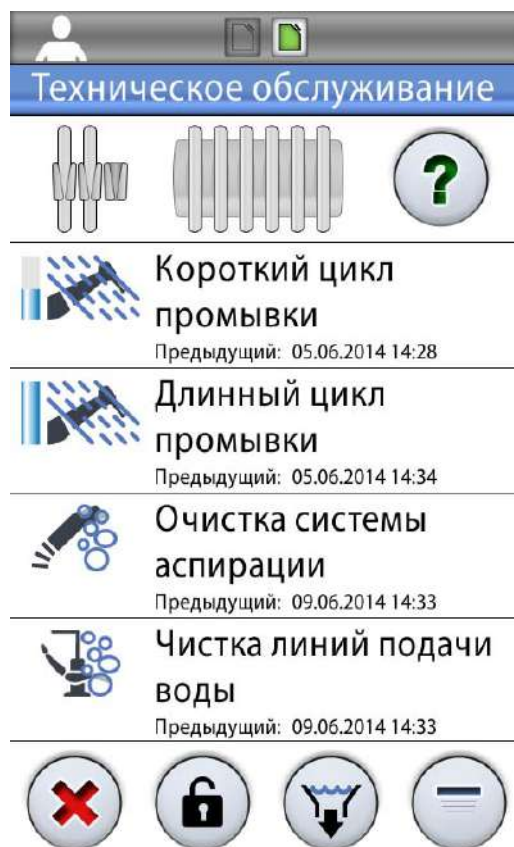 Техническое обслуживание
?
Короткий цикл
промывки
Предыдущий: 05.06.2014 14:28
Длинный цикл
промывки
Предыдущий: 05.06.2014 14:34
Очистка системы
аспирации
Предыдущий: 09.06.2014 14:33
Чистка линий подачи
воды
Предыдущий: 09.06.2014 14:33